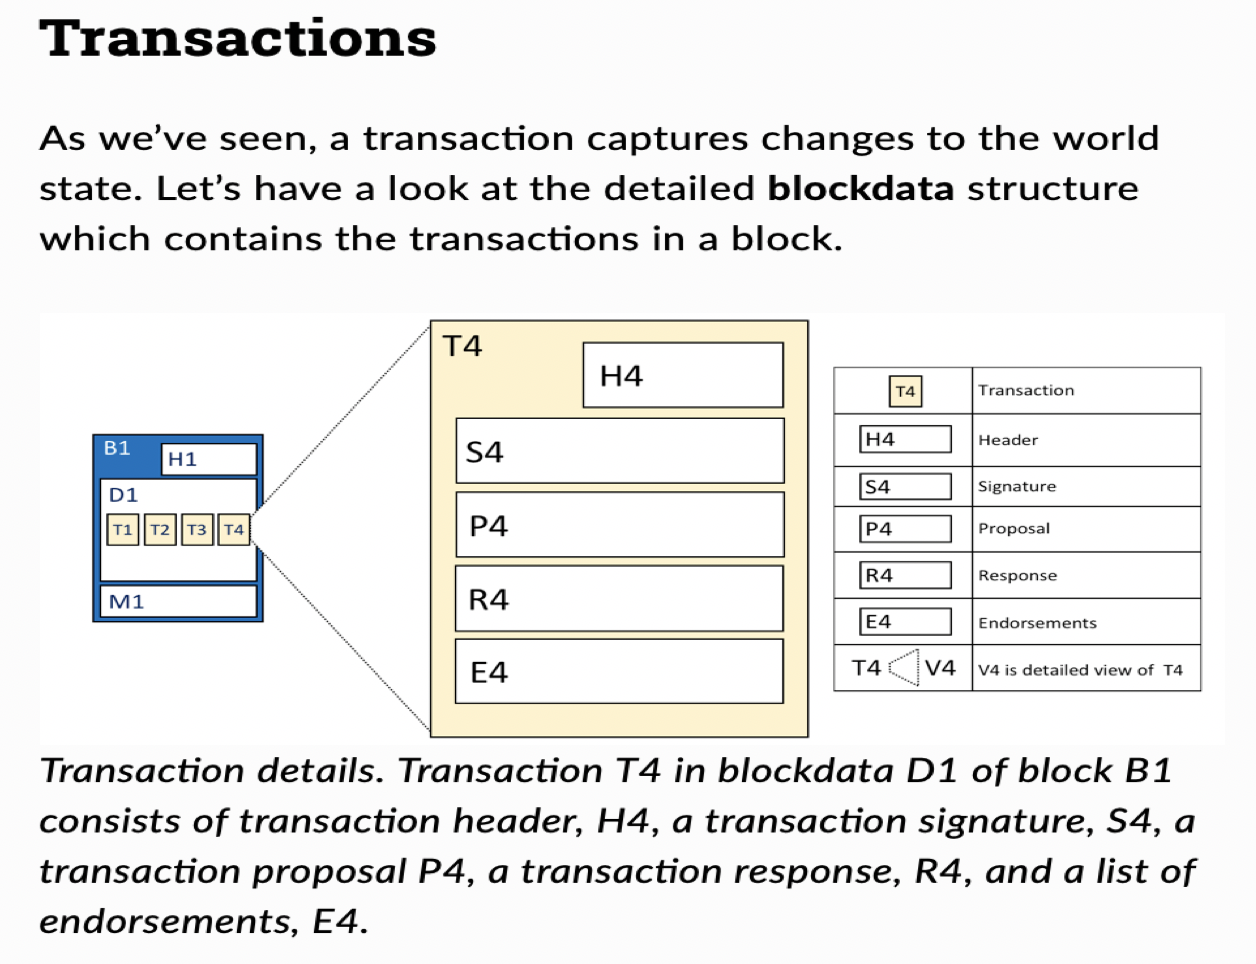 Transactions
As we’ve seen, a transaction captures changes to the world
state. Let’s have a look at the detailed blockdata structure
which contains the transactions in a block.
B1
H1
D1
T1 T2 T3 T4
M1
T4
H4
S4
P4
R4
E4
T4 Transaction
H4 Header
S4 Signature
P4 Proposal
R4 Response
E4 Endorsements
T4 V4 V4 is detailed view of T4
Transaction details. Transaction T4 in blockdata D1 of block B1
consists of transaction header, H4, a transaction signature, S4, a
transaction proposal P4, a transaction response, R4, and a list of
endorsements, E4.